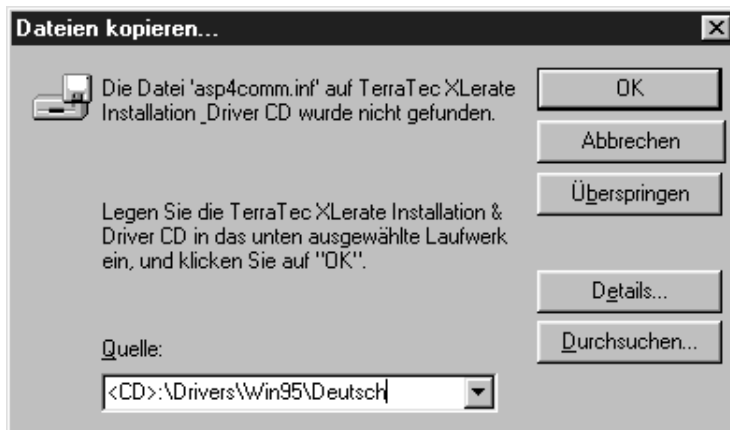 Dateien kopieren...
Die Datei 'asp4comm.inf' auf TerraTec XLerate
Installation _Driver CD wurde nicht gefunden.
Legen Sie die TerraTec XLerate Installation &
Driver CD in das unten ausgewählte Laufwerk
ein, und klicken Sie auf "OK".
Quelle:
<CD>:\Drivers\Win95\Deutsch
OK
Abbrechen
Überspringen
Details...
Durchsuchen...